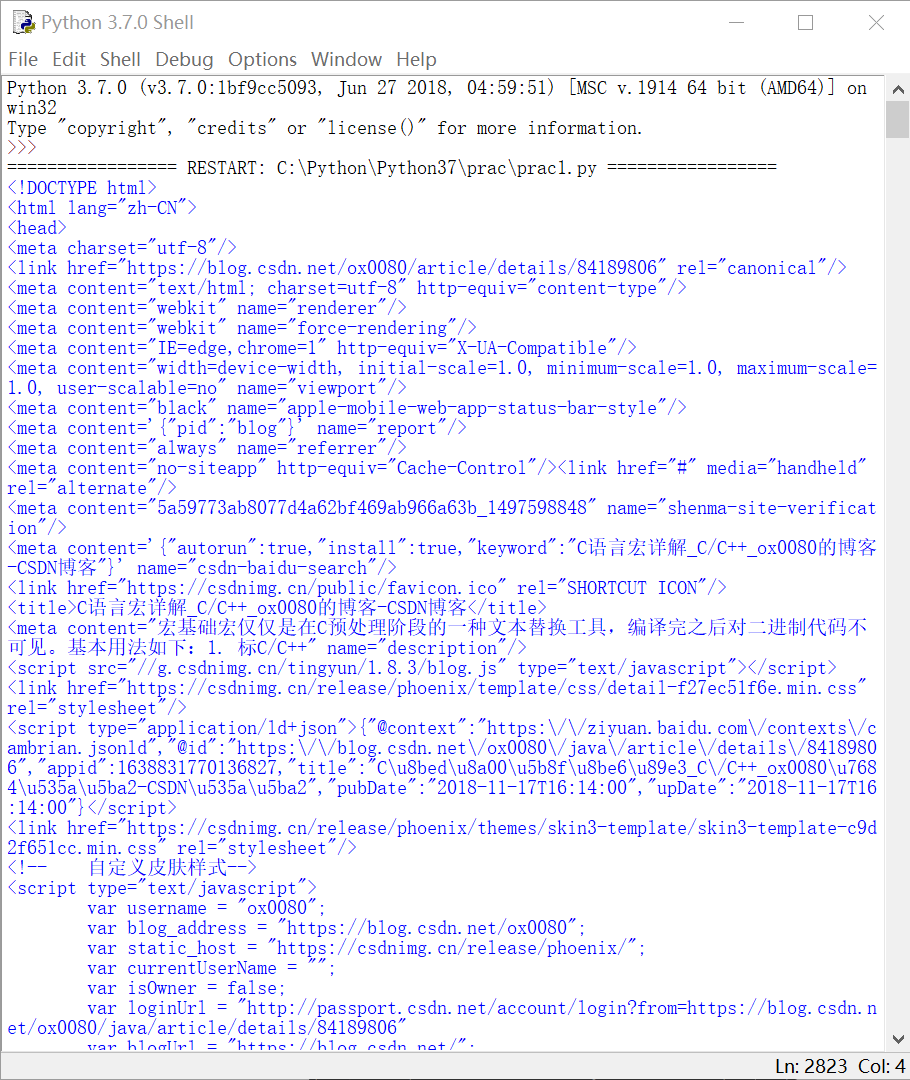 Python 3.7.0 Shell
File Edit Shell Debug Options Window Help
Python 3.7.0 (v3.7.0:1bf9cc5093, Jun 27 2018, 04:59:51) [MSC v.1914 64 bit (AMD64)] on
win32
Type "copyright", "credits" or "license()" for more information.
>>>
================= RESTART: C:\Python\Python37\prac\prac1.py =================
<!DOCTYPE html>
<html lang="zh-CN">
<head>
<meta charset="utf-8"/>
<link href="https://blog.csdn.net/ox0080/article/details/84189806" rel="canonical"/>
<meta content="text/html; charset=utf-8" http-equiv="content-type"/>
<meta content="webkit" name="renderer"/>
<meta content="webkit" name="force-rendering"/>
<meta content="IE=edge,chrome=1" http-equiv="X-UA-Compatible"/>
<meta content="width=device-width, initial-scale=1.0, minimum-scale=1.0, maximum-scale=
1.0, user-scalable=no" name="viewport"/>
<meta content="black" name="apple-mobile-web-app-status-bar-style"/>
<meta content='{"pid":"blog"}' name="report"/>
<meta content="always" name="referrer"/>
<meta content="no-siteapp" http-equiv="Cache-Control"/><link href="#" media="handheld"
rel="alternate"/>
<meta content="5a59773ab8077d4a62bf469ab966a63b_1497598848" name="shenma-site-verificat
ion"/>
<meta content='{"autorun":true,"install":true,"keyword":"C语言宏详解_C/C++_ox0080的博客
-CSDN博客"}' name="csdn-baidu-search"/>
<link href="https://csdnimg.cn/public/favicon.ico" rel="SHORTCUT ICON"/>
<title>C语言宏详解_C/C++_ox0080的博客-CSDN博客</title>
<meta content="宏基础宏仅仅是在C预处理阶段的一种文本替换工具，编译完之后对二进制代码不
可见。基本用法如下：1. 标C/C++" name="description"/>
<script src="//g.csdnimg.cn/tingyun/1.8.3/blog.js" type="text/javascript"></script>
<link href="https://csdnimg.cn/release/phoenix/template/css/detail-f27ec51f6e.min.css"
rel="stylesheet"/>
<script type="application/ld+json">{"@context":"https:\/\/ziyuan.baidu.com\/contexts\/c
ambrian.jsonld","@id":"https:\/\/blog.csdn.net\/ox0080\/java\/article\/details\/8418980
6","appid":1638831770136827,"title":"C\u8bed\u8a00\u5b8f\u8be6\u89e3_C\/C++_ox0080\u768
4\u535a\u5ba2-CSDN\u535a\u5ba2","pubDate":"2018-11-17T16:14:00","upDate":"2018-11-17T16
:14:00"}</script>
<link href="https://csdnimg.cn/release/phoenix/themes/skin3-template/skin3-template-c9d
2f651cc.min.css" rel="stylesheet"/>
<!-- 自定义皮肤样式-->
<script type="text/javascript">
var username = "ox0080";
var blog_address = "https://blog.csdn.net/ox0080";
var static_host = "https://csdnimg.cn/release/phoenix/";
var currentUserName = "";
var isOwner = false;
var loginUrl = "http://passport.csdn.net/account/login?from=https://blog.csdn.n
et/ox0080/java/article/details/84189806"
var blogUrl = "https://blog.csdn.net/";
Ln: 2823 Col: 4